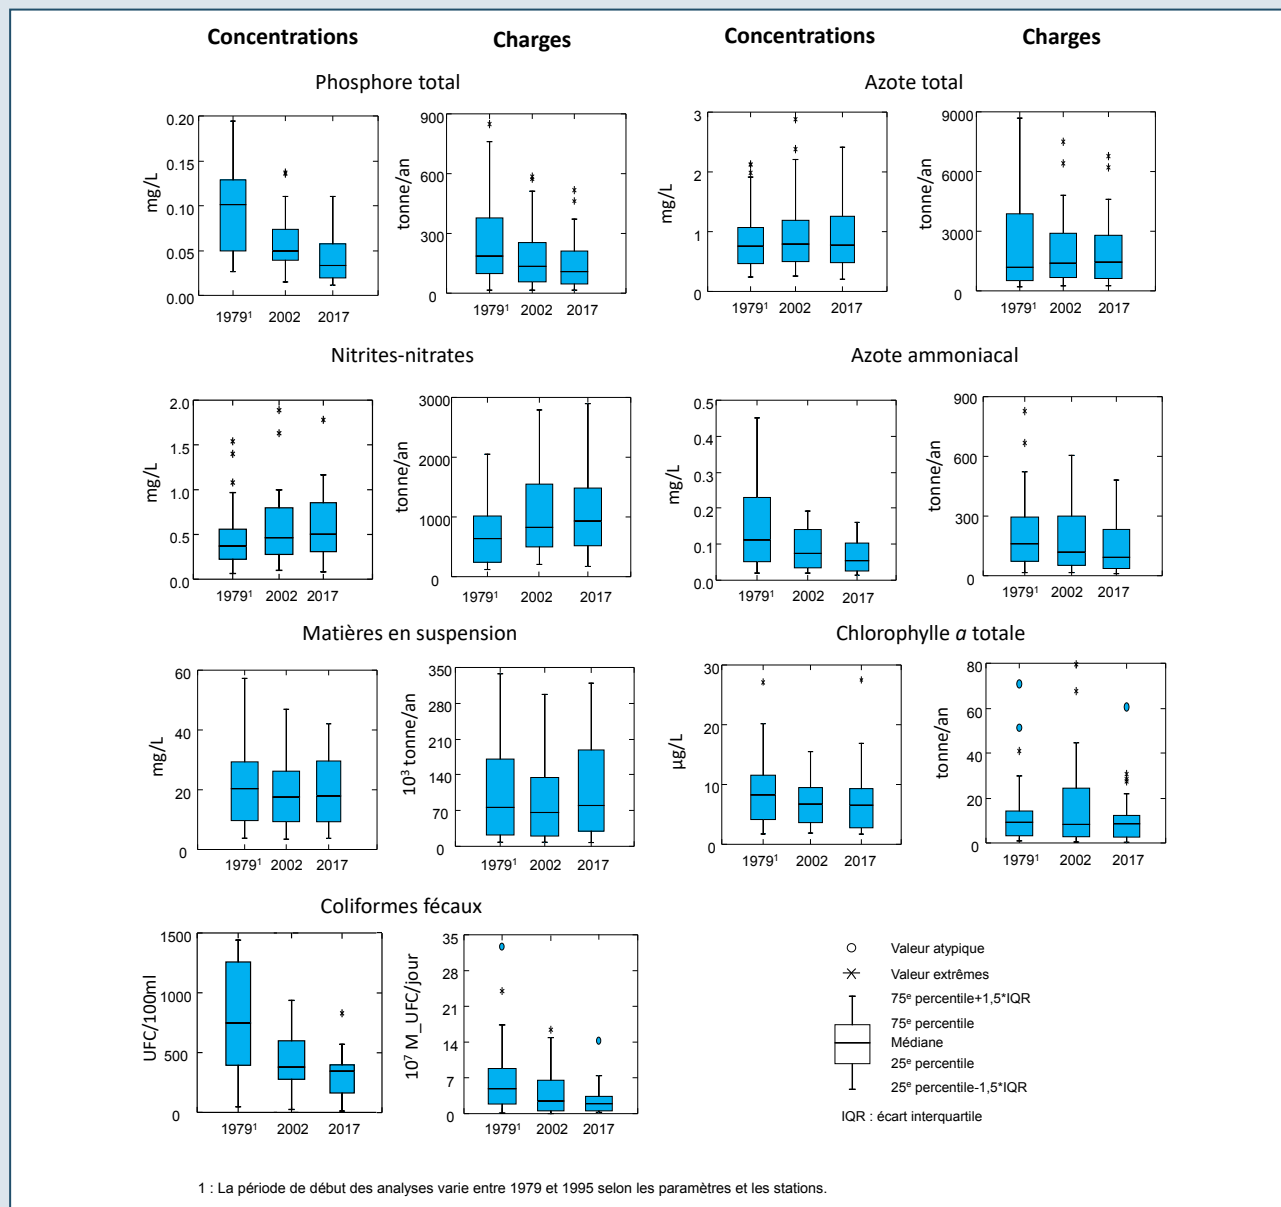 Concentrations Charges Concentrations Charges
Phosphore total
0.20
0.15
0.10
0.05
0.00
mg/L
1979¹ 2002 2017
900
600
300
0
tonne/an
1979¹ 2002 2017
Azote total
3
2
1
0
mg/L
1979¹ 2002 2017
9000
6000
3000
0
tonne/an
1979¹ 2002 2017
Nitrites-nitrates
2.0
1.5
1.0
0.5
0.0
mg/L
1979¹ 2002 2017
3000
2000
1000
0
tonne/an
1979¹ 2002 2017
Azote ammoniacal
0.5
0.4
0.3
0.2
0.1
0.0
mg/L
1979¹ 2002 2017
900
600
300
0
tonne/an
1979¹ 2002 2017
Matières en suspension
60
40
20
0
mg/L
1979¹ 2002 2017
350
280
210
140
70
0
10³ tonne/an
1979¹ 2002 2017
Chlorophylle a totale
30
20
10
0
µg/L
1979¹ 2002 2017
80
60
40
20
0
tonne/an
1979¹ 2002 2017
Coliformes fécaux
1500
1000
500
0
UFC/100ml
1979¹ 2002 2017
35
28
21
14
7
0
10⁷ M_UFC/jour
1979¹ 2002 2017
Valeur atypique
Valeur extrêmes
75ᵉ percentile+1,5*IQR
75ᵉ percentile
Médiane
25ᵉ percentile
25ᵉ percentile-1,5*IQR
IQR : écart interquartile
1 : La période de début des analyses varie entre 1979 et 1995 selon les paramètres et les stations.